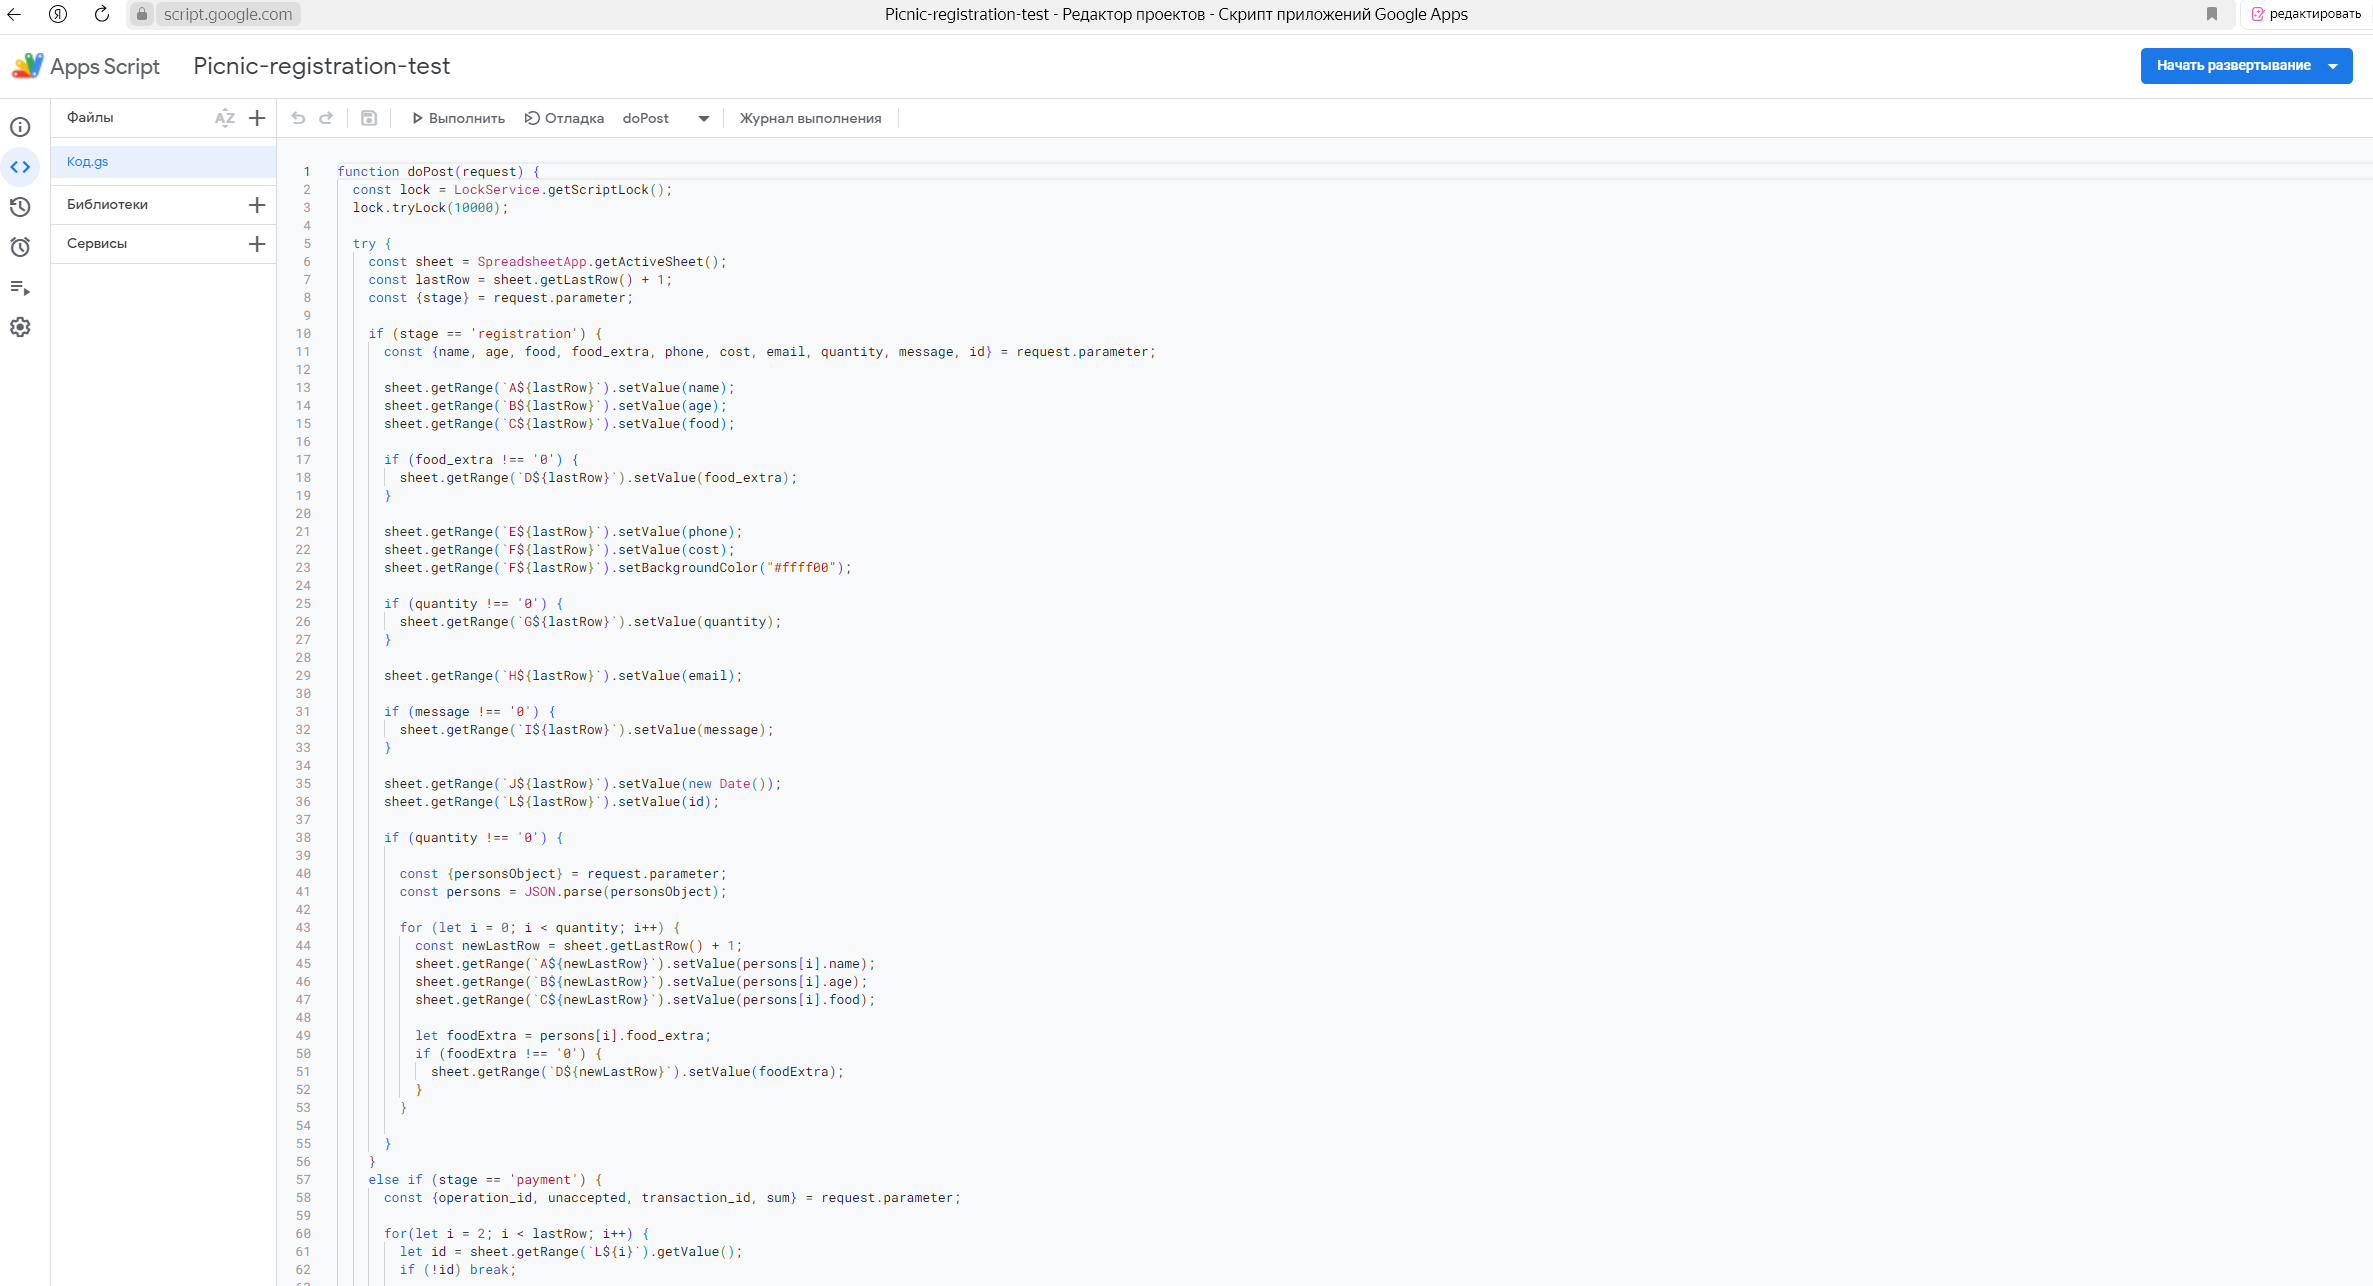 script.google.com
Picnic-registration-test - Редактор проектов - Скрипт приложений Google Apps
редактировать
Apps Script
Picnic-registration-test
Начать развертывание
Файлы
AZ
Выполнить
Отладка
doPost
Журнал выполнения
Код.gs
Библиотеки
Сервисы
1 function doPost(request) {
2 const lock = LockService.getScriptLock();
3 lock.tryLock(10000);
4
5 try {
6 const sheet = SpreadsheetApp.getActiveSheet();
7 const lastRow = sheet.getLastRow() + 1;
8 const {stage} = request.parameter;
9
10 if (stage == 'registration') {
11 const {name, age, food, food_extra, phone, cost, email, quantity, message, id} = request.parameter;
12
13 sheet.getRange(`A${lastRow}`).setValue(name);
14 sheet.getRange(`B${lastRow}`).setValue(age);
15 sheet.getRange(`C${lastRow}`).setValue(food);
16
17 if (food_extra !== '0') {
18 sheet.getRange(`D${lastRow}`).setValue(food_extra);
19 }
20
21 sheet.getRange(`E${lastRow}`).setValue(phone);
22 sheet.getRange(`F${lastRow}`).setValue(cost);
23 sheet.getRange(`F${lastRow}`).setBackgroundColor("#ffff00");
24
25 if (quantity !== '0') {
26 sheet.getRange(`G${lastRow}`).setValue(quantity);
27 }
28
29 sheet.getRange(`H${lastRow}`).setValue(email);
30
31 if (message !== '0') {
32 sheet.getRange(`I${lastRow}`).setValue(message);
33 }
34
35 sheet.getRange(`J${lastRow}`).setValue(new Date());
36 sheet.getRange(`L${lastRow}`).setValue(id);
37
38 if (quantity !== '0') {
39
40 const {personsObject} = request.parameter;
41 const persons = JSON.parse(personsObject);
42
43 for (let i = 0; i < quantity; i++) {
44 const newLastRow = sheet.getLastRow() + 1;
45 sheet.getRange(`A${newLastRow}`).setValue(persons[i].name);
46 sheet.getRange(`B${newLastRow}`).setValue(persons[i].age);
47 sheet.getRange(`C${newLastRow}`).setValue(persons[i].food);
48
49 let foodExtra = persons[i].food_extra;
50 if (foodExtra !== '0') {
51 sheet.getRange(`D${newLastRow}`).setValue(foodExtra);
52 }
53 }
54
55 }
56 }
57 else if (stage == 'payment') {
58 const {operation_id, unaccepted, transaction_id, sum} = request.parameter;
59
60 for(let i = 2; i < lastRow; i++) {
61 let id = sheet.getRange(`L${i}`).getValue();
62 if (!id) break;